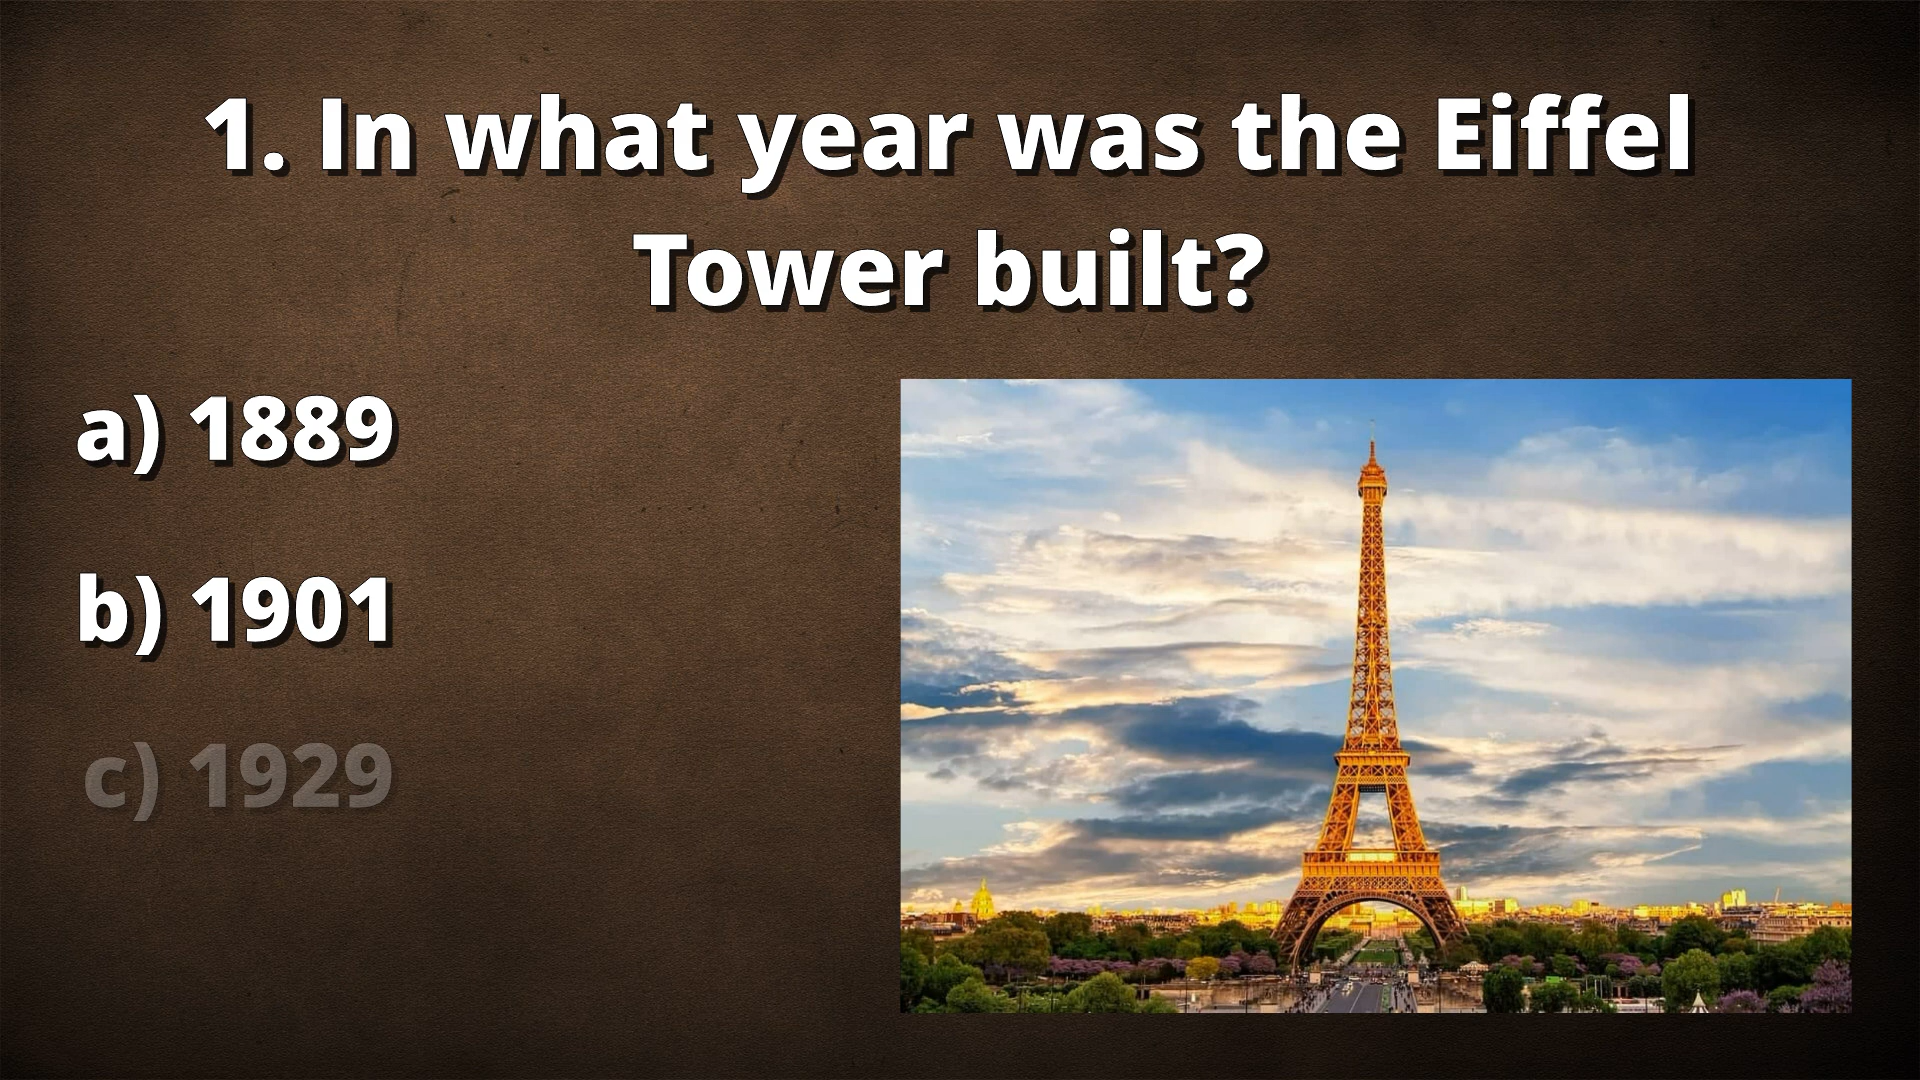 1. In what year was the Eiffel
Tower built?
a) 1889
b) 1901
c) 1929